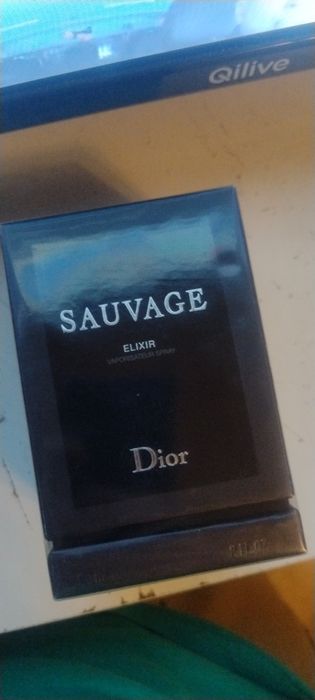 Qilive
SAUVAGE
ELIXIR
VAPORISATEUR SPRAY
Dior